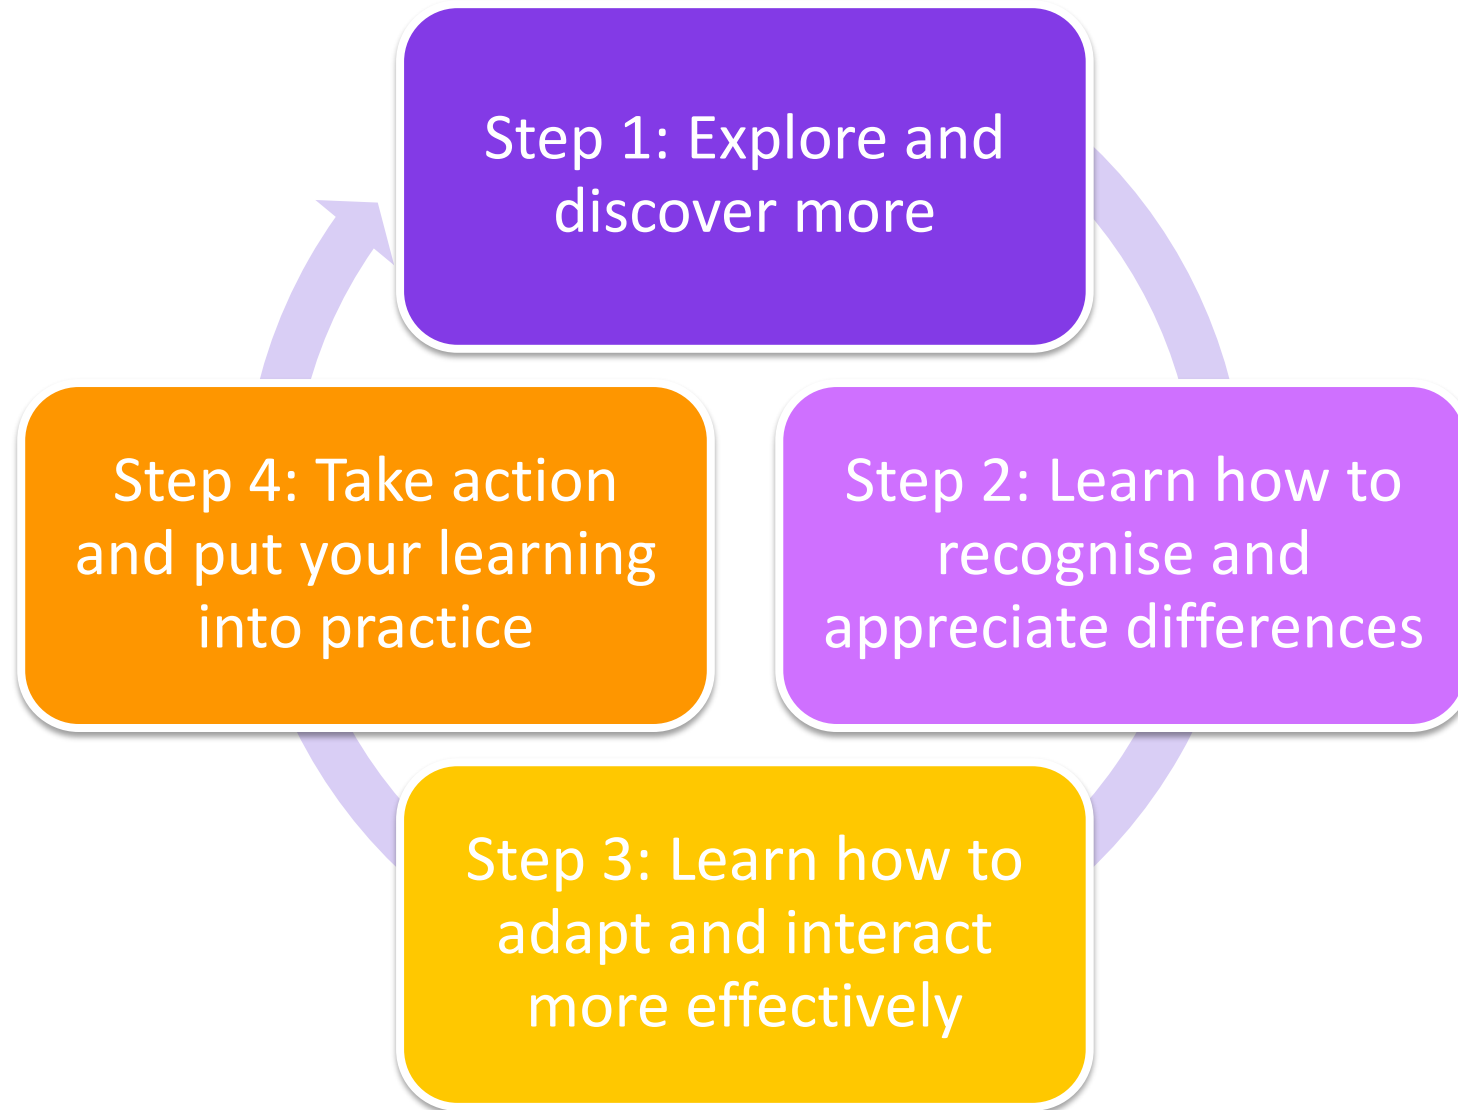 Step 1: Explore and
discover more
Step 2: Learn how to
recognise and
appreciate differences
Step 3: Learn how to
adapt and interact
more effectively
Step 4: Take action
and put your learning
into practice